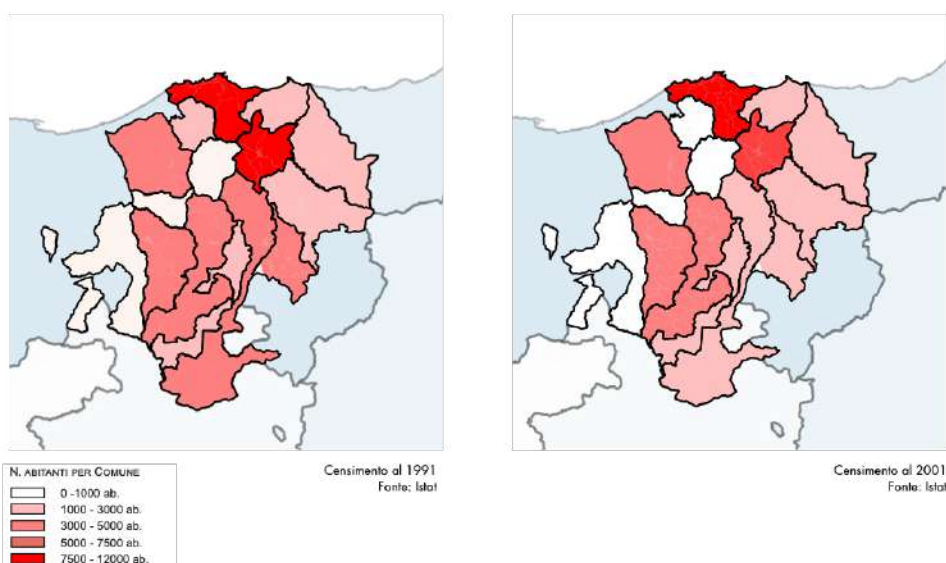 Censimento al 1991
Fonte: Istat
Censimento al 2001
Fonte: Istat
N. ABITANTI PER COMUNE
0 -1000 ab.
1000 - 3000 ab.
3000 - 5000 ab.
5000 - 7500 ab.
7500 - 12000 ab.